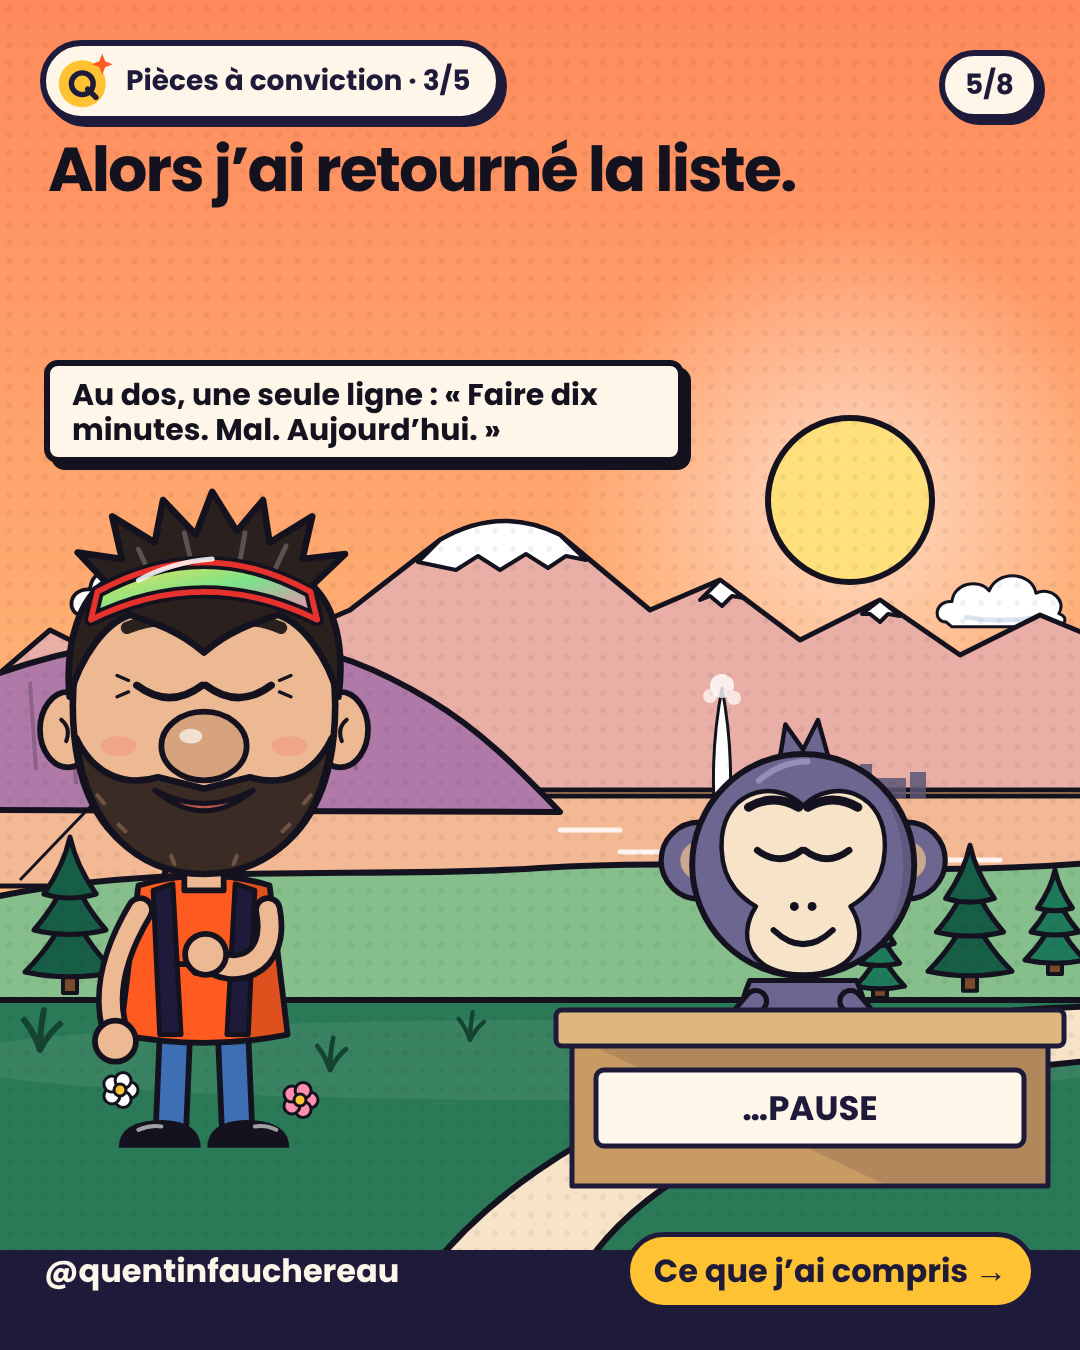 Q
Pièces à conviction · 3/5
5/8
Alors j’ai retourné la liste.
Au dos, une seule ligne : « Faire dix
minutes. Mal. Aujourd’hui. »
...PAUSE
@quentinfauchereau
Ce que j’ai compris →